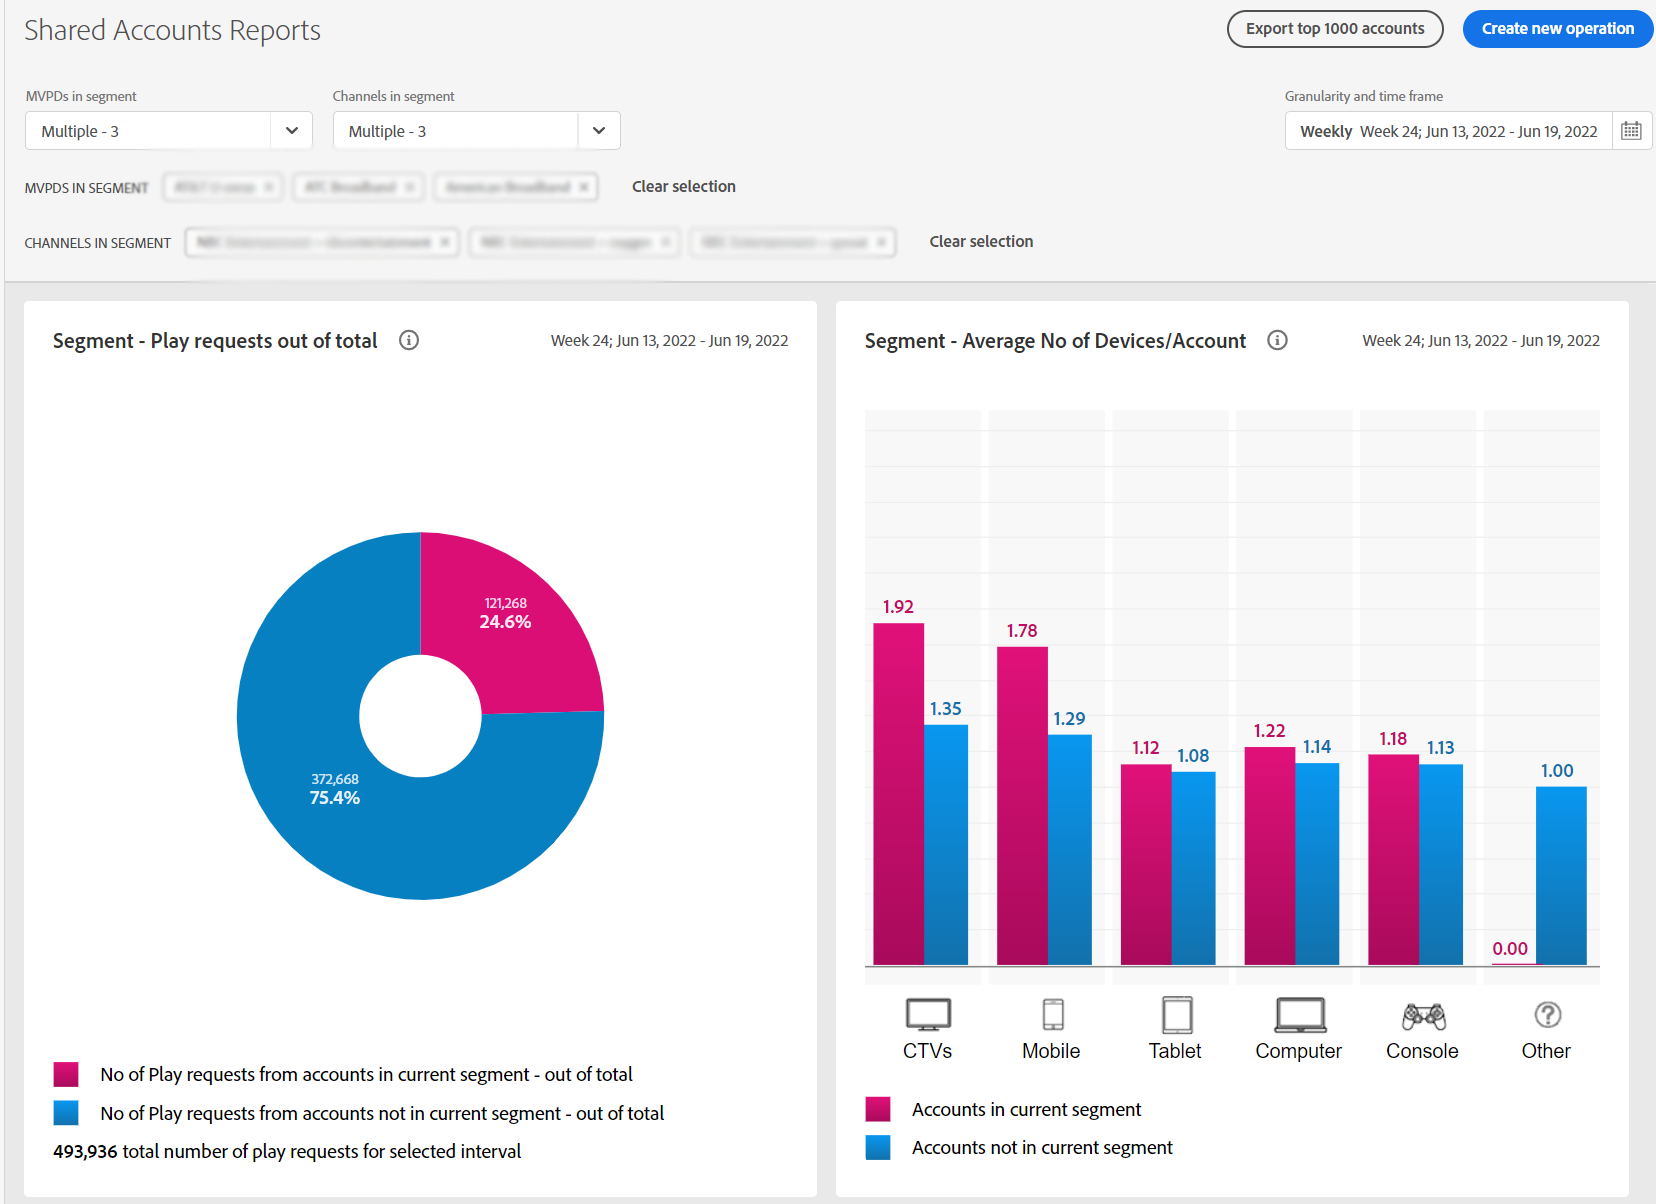 Shared Accounts Reports
Export top 1000 accounts
Create new operation
MVPDs in segment
Channels in segment
Granularity and time frame
Multiple - 3
Multiple - 3
Weekly Week 24; Jun 13, 2022 - Jun 19, 2022
MVPDS IN SEGMENT
Clear selection
CHANNELS IN SEGMENT
Clear selection
Segment - Play requests out of total
Week 24; Jun 13, 2022 - Jun 19, 2022
121,268
24.6%
372,668
75.4%
No of Play requests from accounts in current segment - out of total
No of Play requests from accounts not in current segment - out of total
493,936 total number of play requests for selected interval
Segment - Average No of Devices/Account
Week 24; Jun 13, 2022 - Jun 19, 2022
1.92
1.35
1.78
1.29
1.12
1.08
1.22
1.14
1.18
1.13
0.00
1.00
CTVs
Mobile
Tablet
Computer
Console
Other
Accounts in current segment
Accounts not in current segment